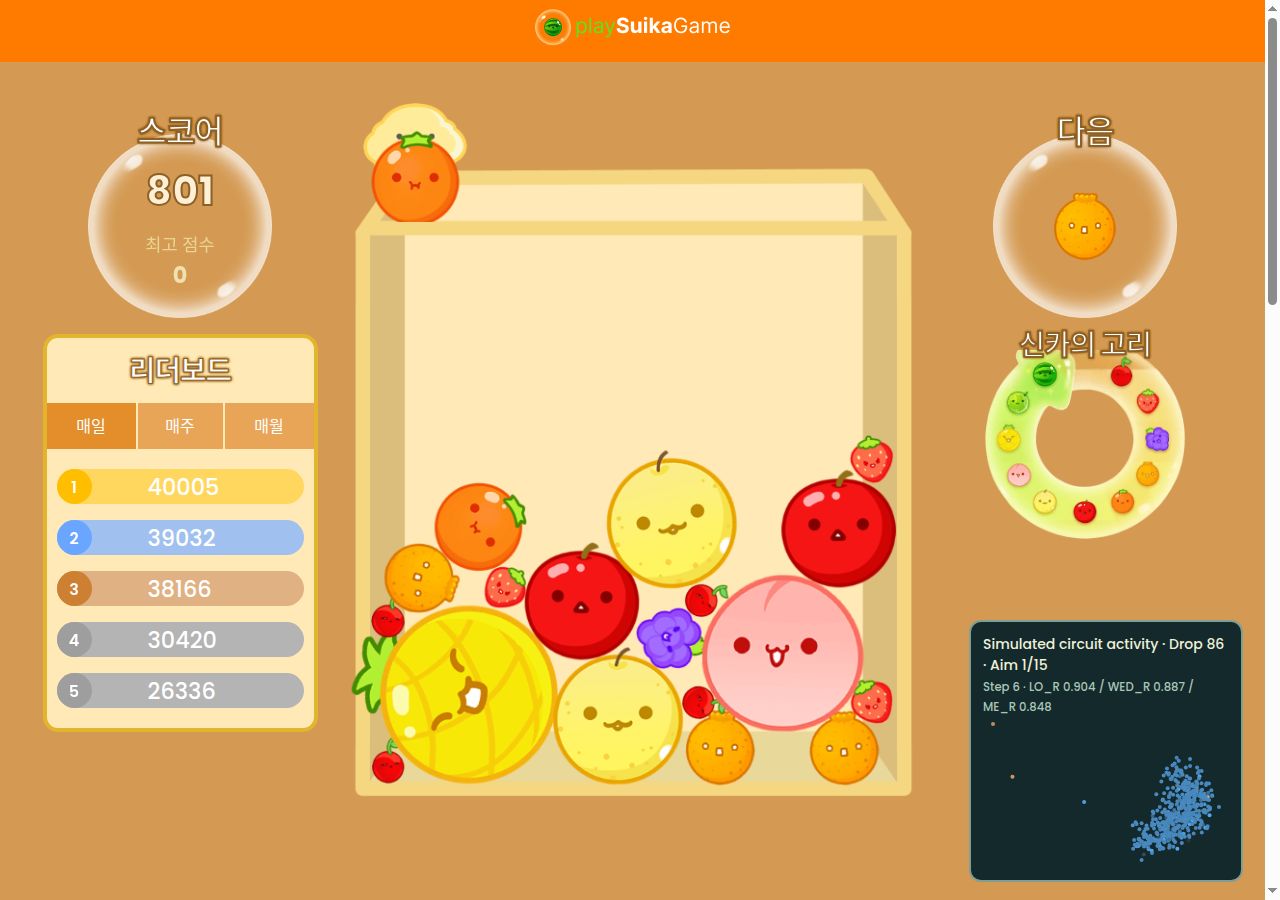 playSuikaGame
스코어
801
최고 점수
0
리더보드
매일
매주
매월
1 40005
2 39032
3 38166
4 30420
5 26336
다음
신카의 고리
Simulated circuit activity · Drop 86
· Aim 1/15
Step 6 · LO_R 0.904 / WED_R 0.887 /
ME_R 0.848